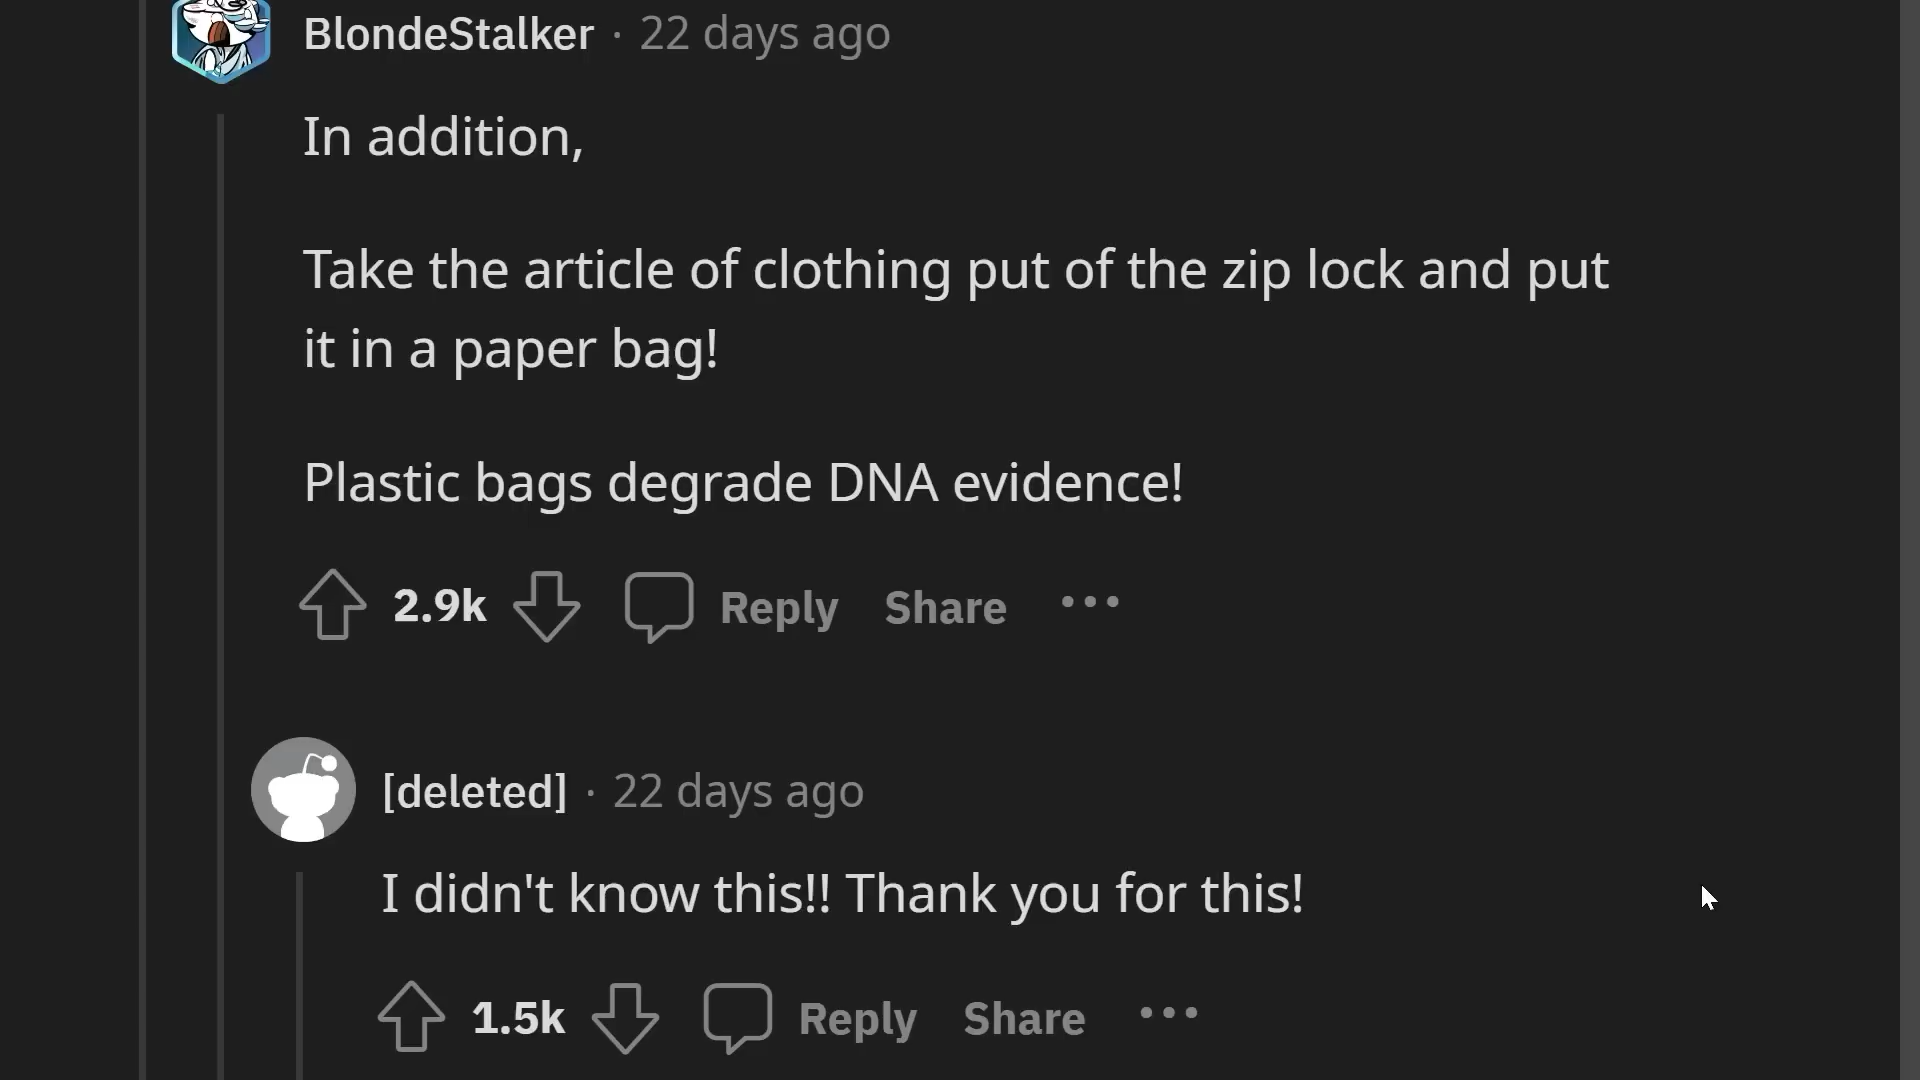 BlondeStalker · 22 days ago
In addition,
Take the article of clothing put of the zip lock and put
it in a paper bag!
Plastic bags degrade DNA evidence!
2.9k Reply Share ...
[deleted] · 22 days ago
I didn't know this!! Thank you for this!
1.5k Reply Share ...